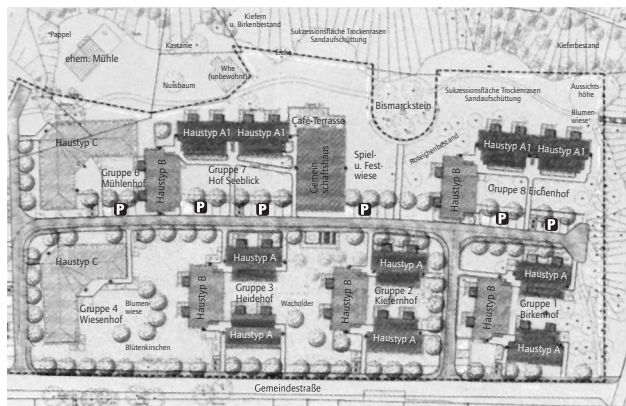 Pappel
ehem. Mühle
Kastanie
Nussbaum
Kiefern
u. Birkenbestand
Eiche
Whe
(unbewohnt)
Sukzessionsfläche Trockenrasen
Sandaufschüttung
Bismarckstein
Sukzessionsfläche Trockenrasen
Sandaufschüttung
Kieferbestand
Aussichts-
höhe
Blumen-
wiese
Haustyp C
Gruppe 6
Mühlenhof
Haustyp B
Haustyp A1
Haustyp A1
Gruppe 7
Hof Seeblick
Café-Terrasse
Gemein-
schaftshaus
Spiel-
u. Fest-
wiese
Robinienbestand
Haustyp B
Haustyp A1
Haustyp A1
Gruppe 8 Eichenhof
P
P
P
P
P
P
Haustyp C
Gruppe 4
Wiesenhof
Blumen-
wiese
Blütenkirschen
Haustyp B
Haustyp A
Gruppe 3
Heidehof
Haustyp A
Wacholder
Haustyp B
Haustyp A
Gruppe 2
Kiefernhof
Haustyp A
Haustyp B
Haustyp A
Gruppe 1
Birkenhof
Haustyp A
Gemeindestraße